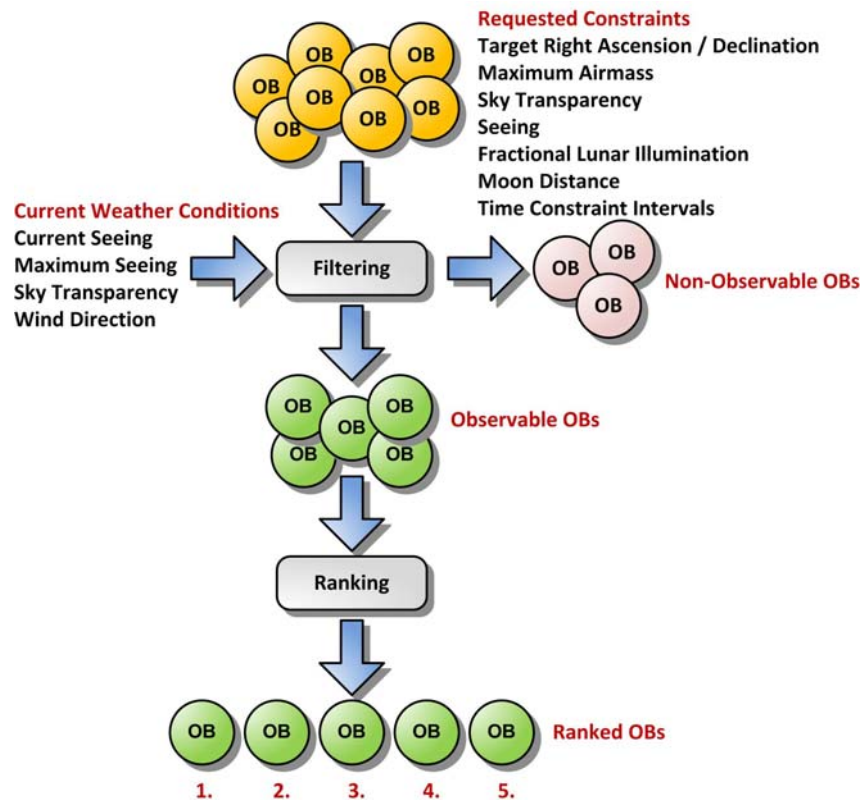 Requested Constraints
Target Right Ascension / Declination
Maximum Airmass
Sky Transparency
Seeing
Fractional Lunar Illumination
Moon Distance
Time Constraint Intervals
OB
OB
OB
OB
OB
OB
OB
OB
Current Weather Conditions
Current Seeing
Maximum Seeing
Sky Transparency
Wind Direction
Filtering
OB
OB
OB
Non-Observable OBs
OB
OB
OB
OB
OB
Observable OBs
Ranking
OB OB OB OB OB
Ranked OBs
1. 2. 3. 4. 5.